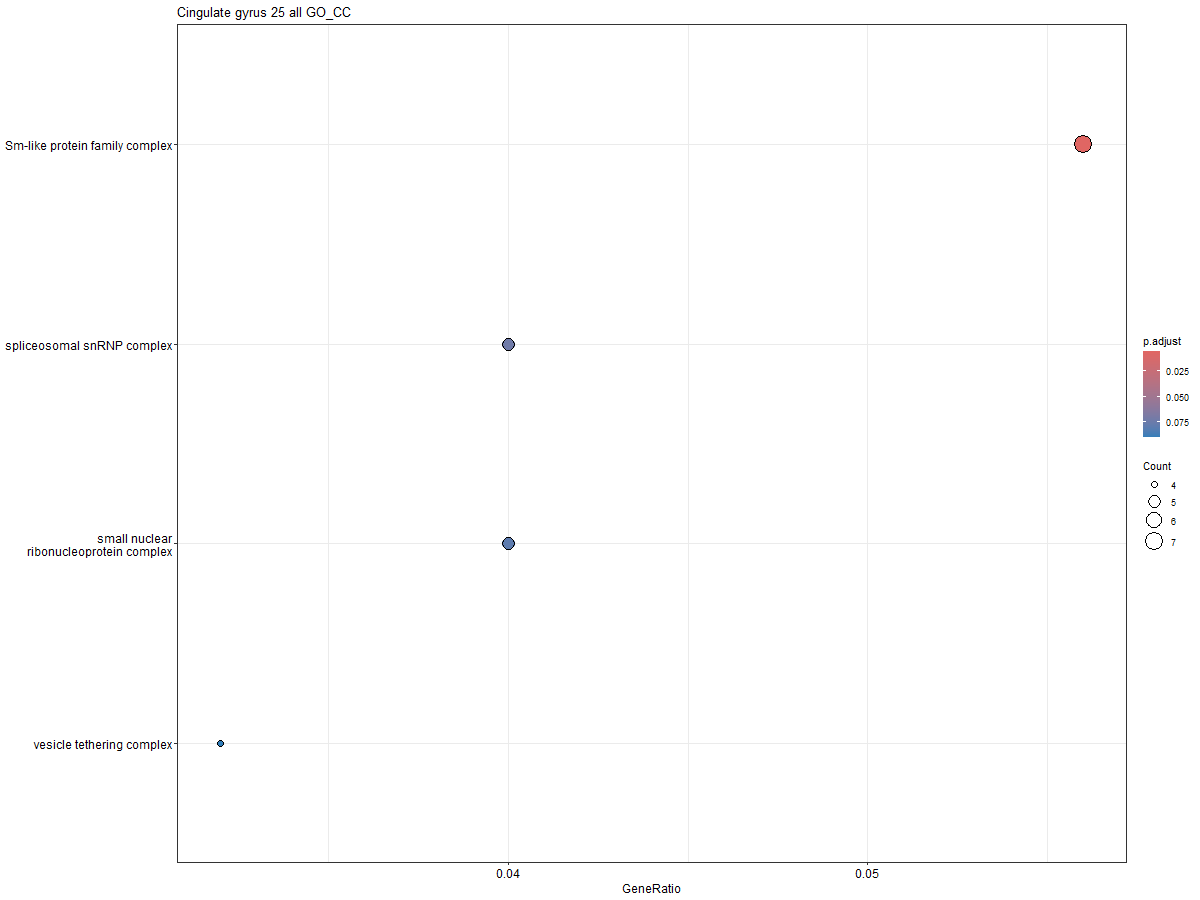 Cingulate gyrus 25 all GO_CC
Sm-like protein family complex
spliceosomal snRNP complex
small nuclear
ribonucleoprotein complex
vesicle tethering complex
0.04
0.05
GeneRatio
p.adjust
0.025
0.050
0.075
Count
4
5
6
7